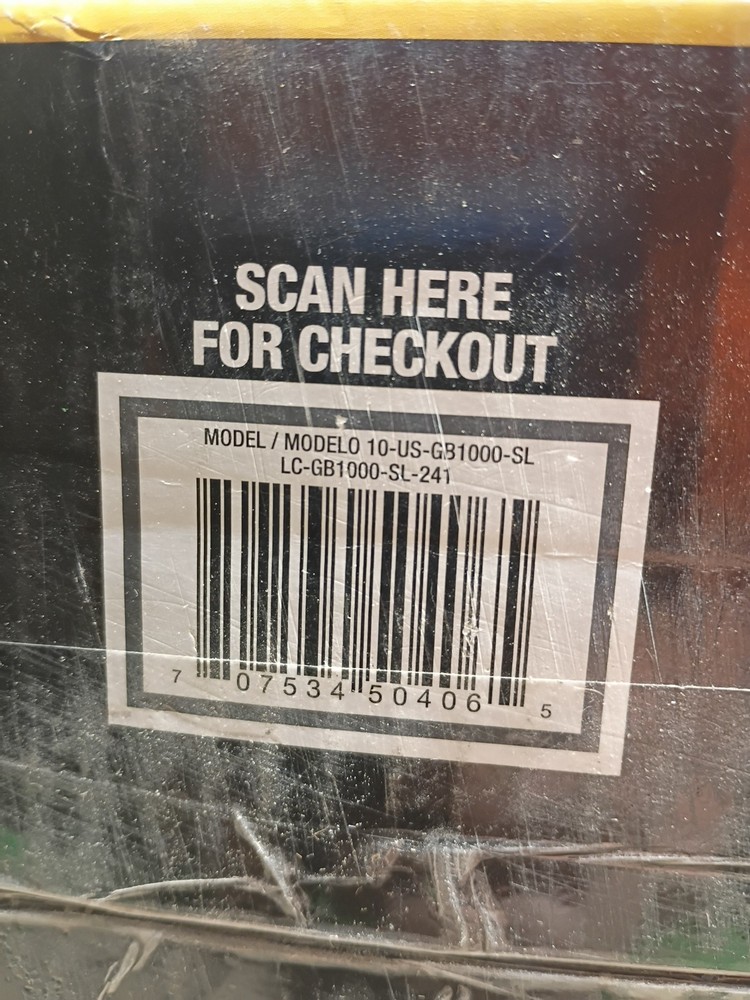 SCAN HERE
FOR CHECKOUT
MODEL / MODELO 10-US-GB1000-SL
LC-GB1000-SL-241
7 07534 50406 5